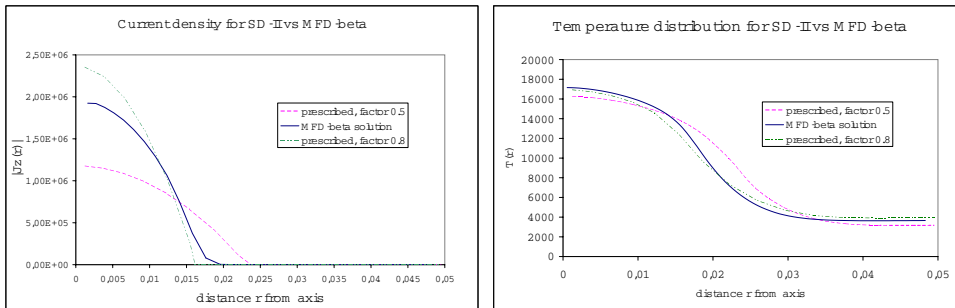 Current density for SD-II vs MFD-beta
|Jz(r)|
2,50E+06
2,00E+06
1,50E+06
1,00E+06
5,00E+05
0,00E+00
0
0,005
0,01
0,015
0,02
0,025
0,03
0,035
0,04
0,045
0,05
distance r from axis
prescribed, factor 0.5
MFD-beta solution
prescribed, factor 0.8
Temperature distribution for SD-II vs MFD-beta
T(r)
20000
18000
16000
14000
12000
10000
8000
6000
4000
2000
0
0
0,01
0,02
0,03
0,04
0,05
distance r from axis
prescribed, factor 0.5
MFD-beta solution
prescribed, factor 0.8